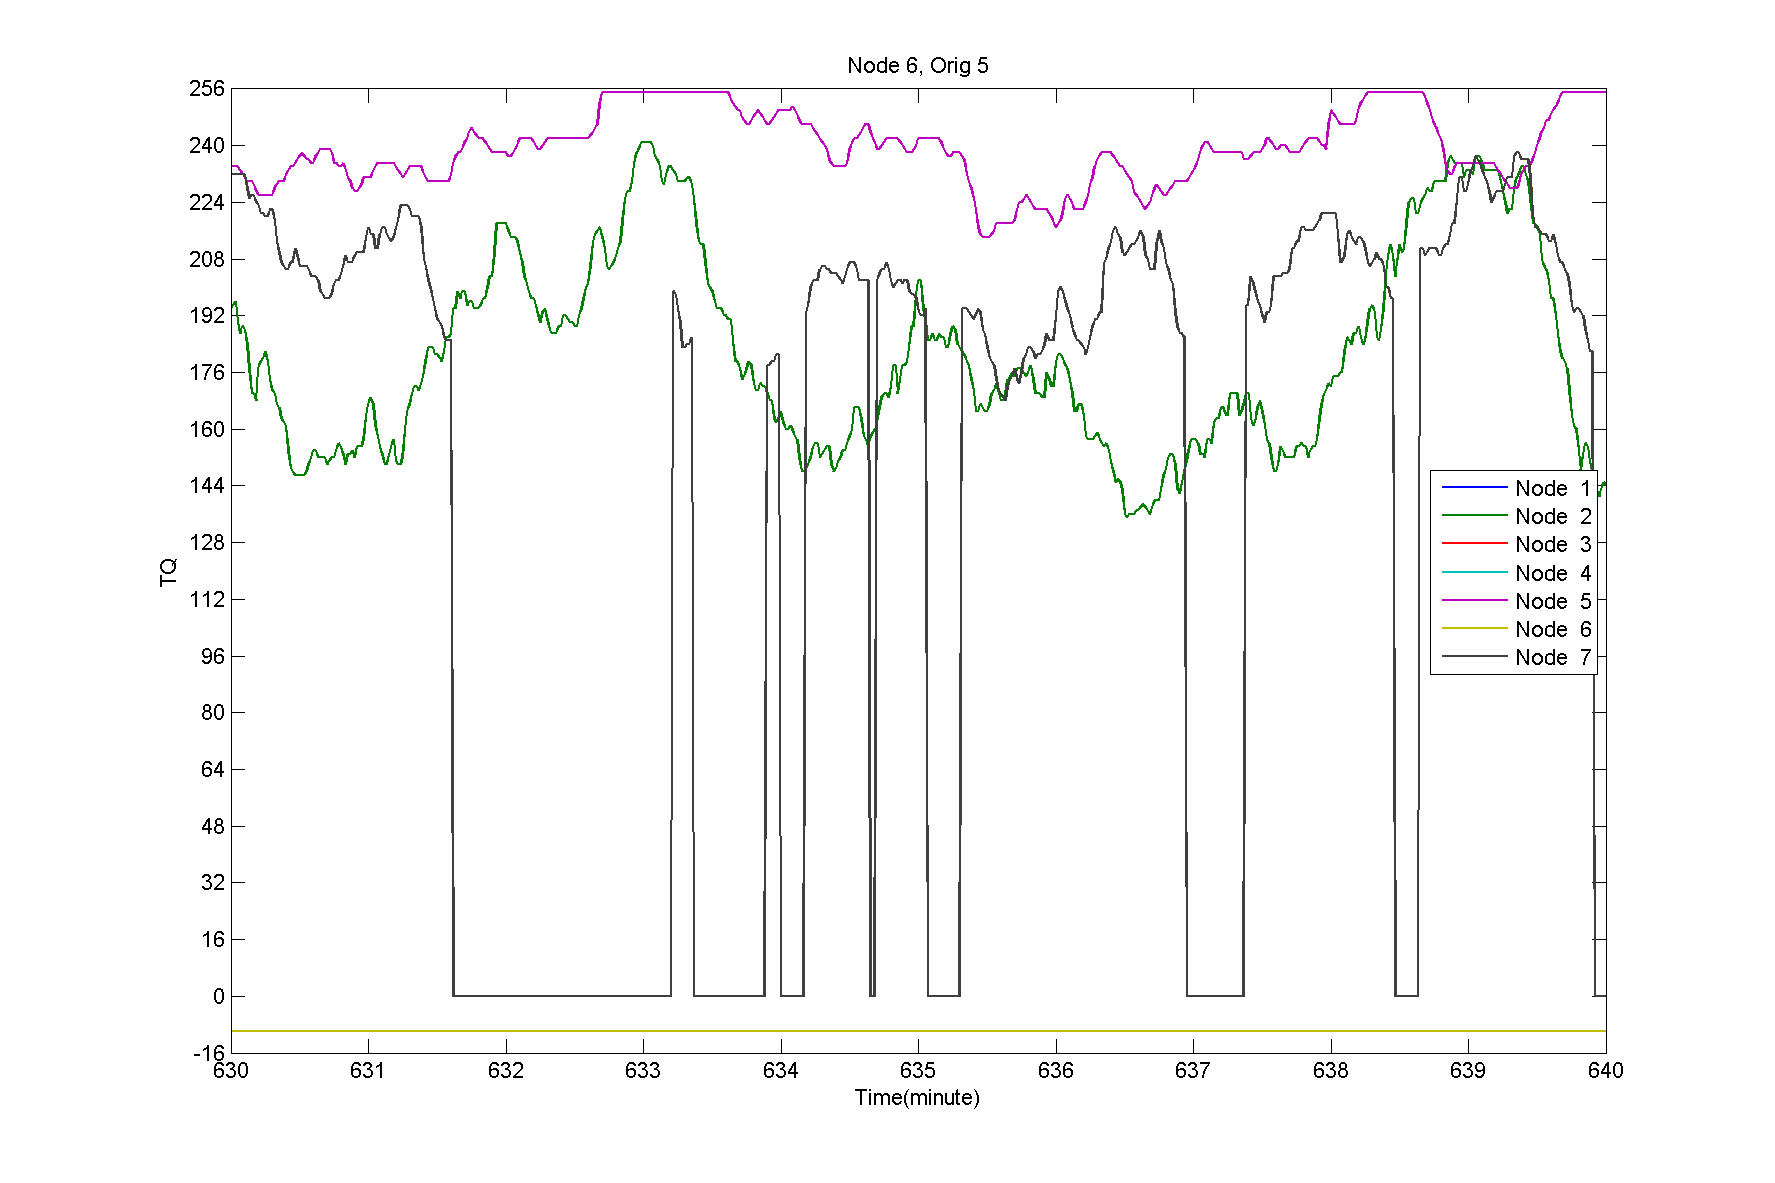 Node 6, Orig 5
256
240
224
208
192
176
160
144
128
112
96
80
64
48
32
16
0
-16
TQ
630 631 632 633 634 635 636 637 638 639 640
Time(minute)
Node 1
Node 2
Node 3
Node 4
Node 5
Node 6
Node 7